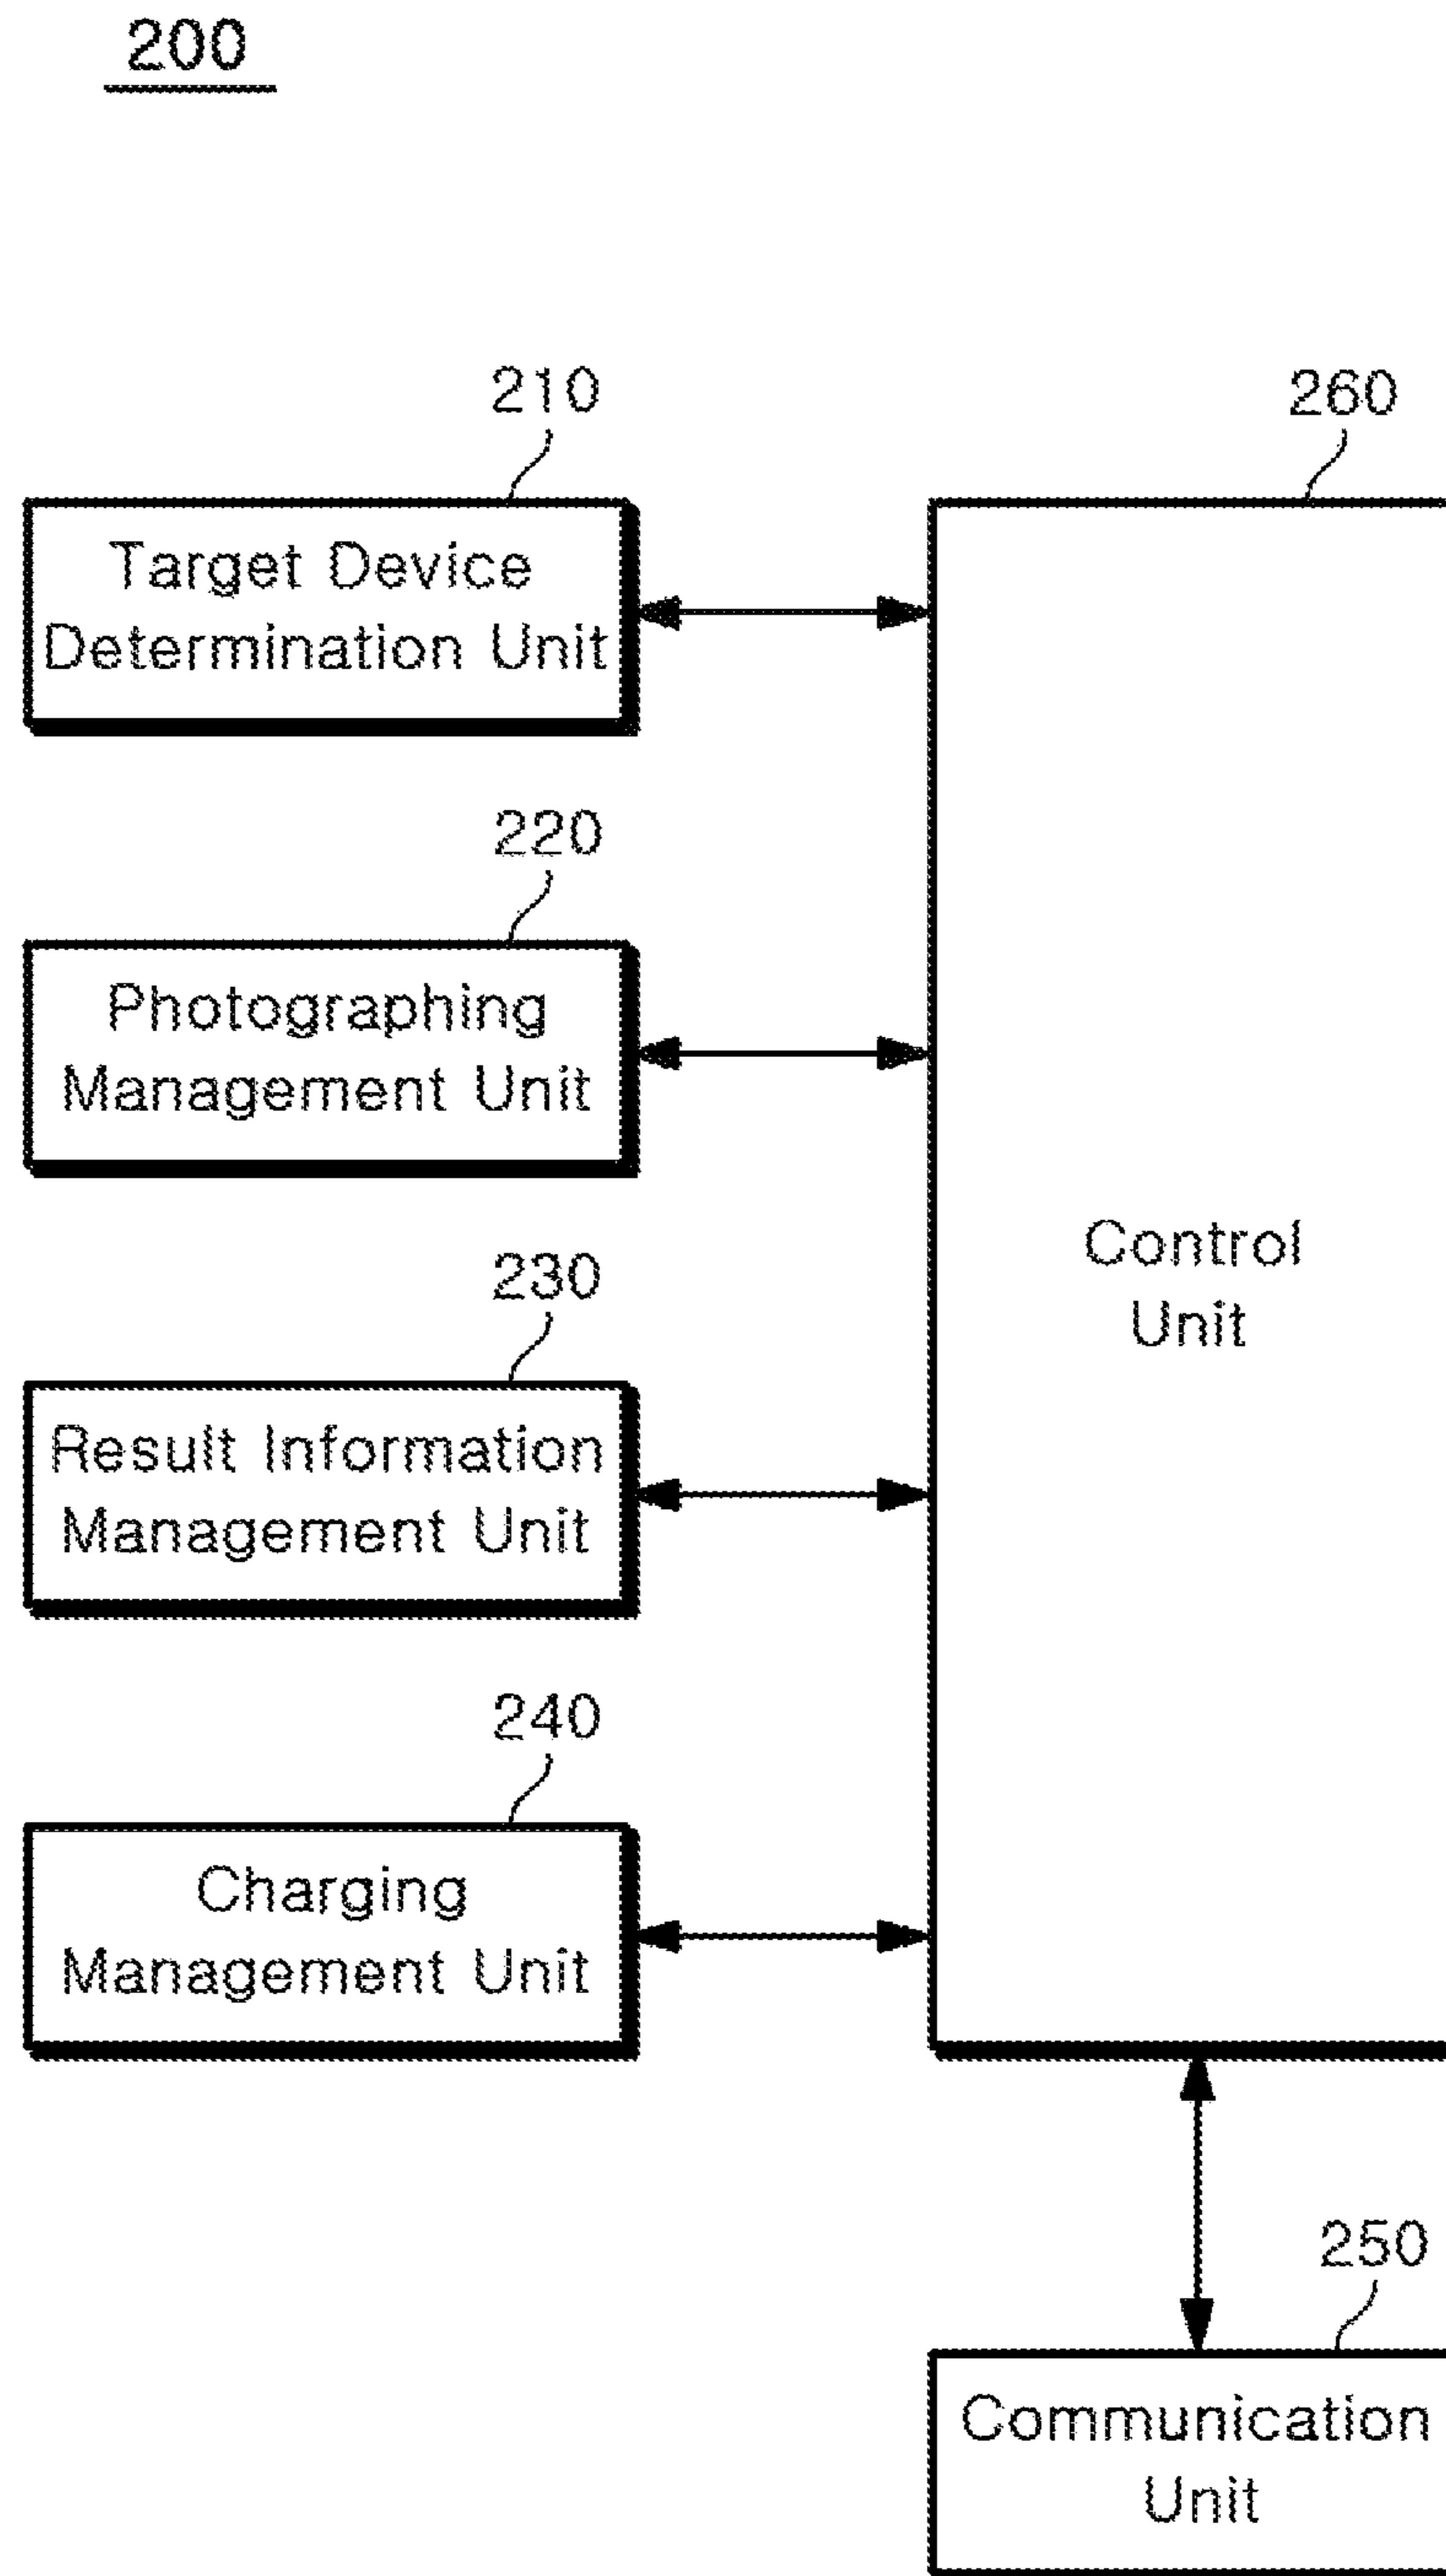 200
210
260
Target Device
Determination Unit
220
Photographing
Management Unit
Control
Unit
230
Result Information
Management Unit
240
Charging
Management Unit
250
Communication
Unit